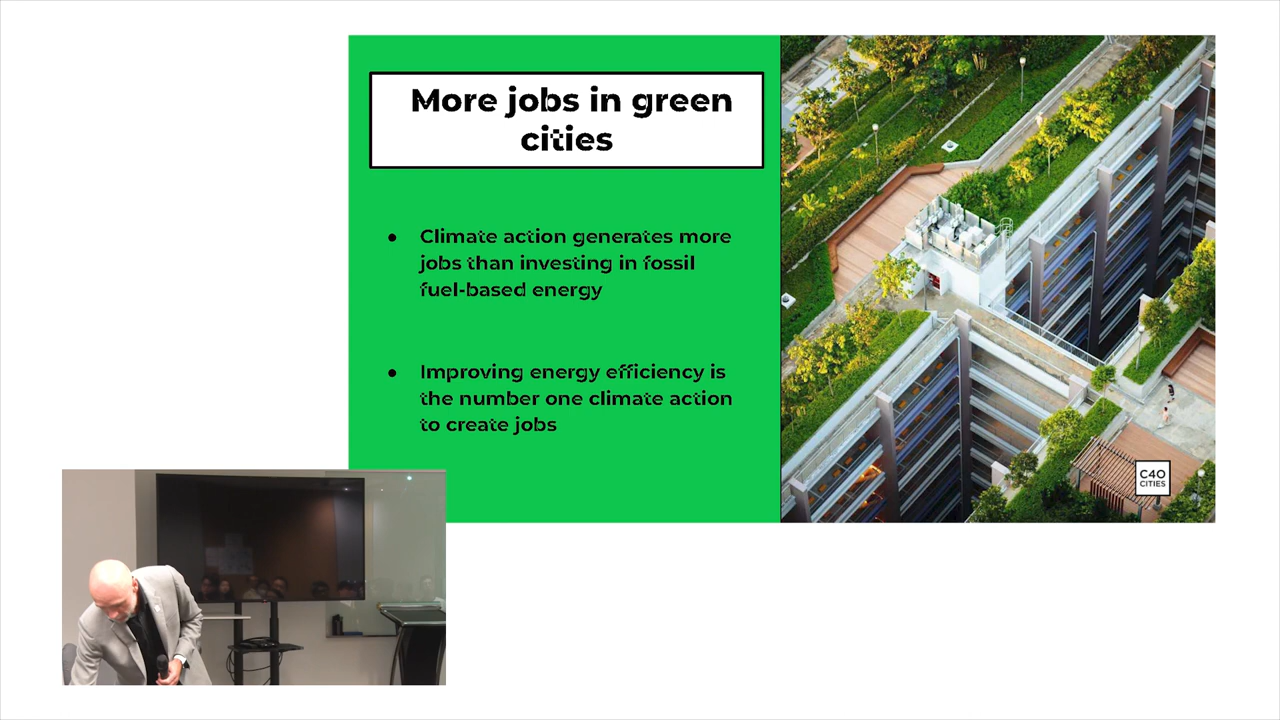 More jobs in green
cities
● Climate action generates more
jobs than investing in fossil
fuel-based energy
● Improving energy efficiency is
the number one climate action
to create jobs
C40
CITIES